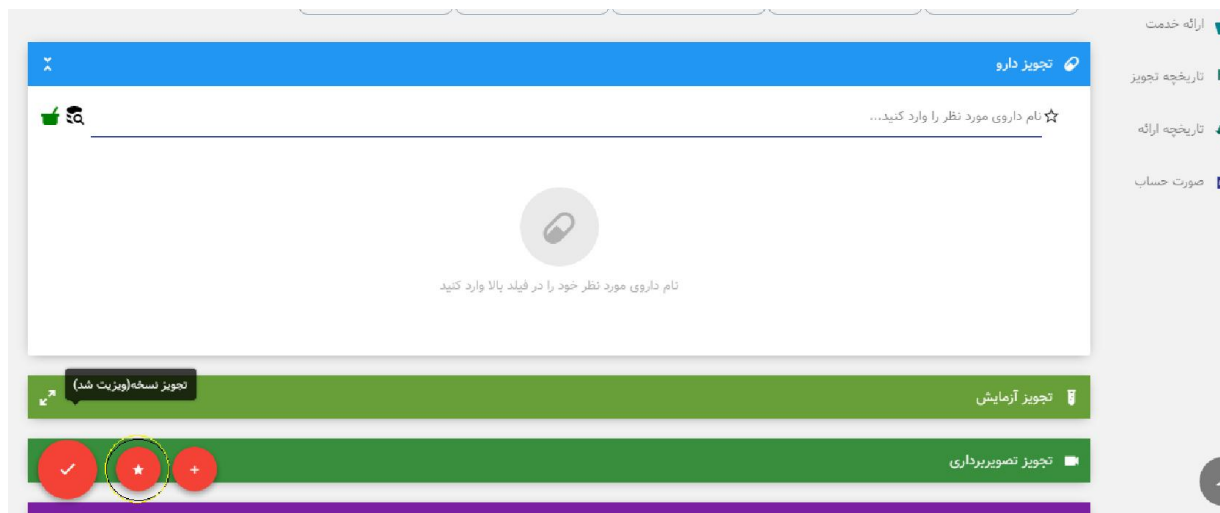 ارائه خدمت
تاریخچه تجویز
تاریخچه ارائه
صورت حساب
تجویز دارو
نام داروی مورد نظر را وارد کنید...
نام داروی مورد نظر خود را در فیلد بالا وارد کنید
تجویز نسخه(ویزیت شد)
تجویز آزمایش
تجویز تصویربرداری